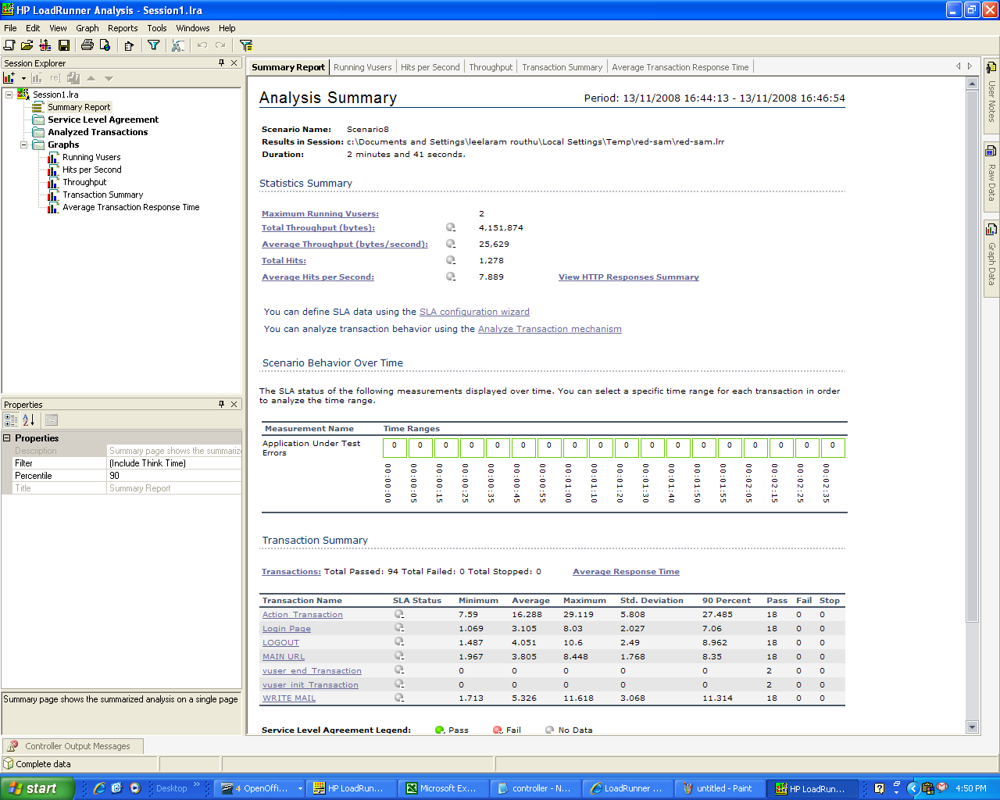 HP LoadRunner Analysis - Session1.lra
File Edit View Graph Reports Tools Windows Help
Session Explorer
Session1.lra
Summary Report
Service Level Agreement
Analyzed Transactions
Graphs
Running Vusers
Hits per Second
Throughput
Transaction Summary
Average Transaction Response Time
Properties
Properties
Description Summary page shows the summariz
Filter (Include Think Time)
Percentile 90
Title Summary Report
Summary page shows the summarized analysis on a single page
Summary Report Running Vusers Hits per Second Throughput Transaction Summary Average Transaction Response Time
Analysis Summary Period: 13/11/2008 16:44:13 - 13/11/2008 16:46:54
Scenario Name: Scenario8
Results in Session: c:\Documents and Settings\leelaram routhu\Local Settings\Temp\red-sam\red-sam.lrr
Duration: 2 minutes and 41 seconds.
Statistics Summary
Maximum Running Vusers: 2
Total Throughput (bytes): 4,151,874
Average Throughput (bytes/second): 25,629
Total Hits: 1,278
Average Hits per Second: 7.889 View HTTP Responses Summary
You can define SLA data using the SLA configuration wizard
You can analyze transaction behavior using the Analyze Transaction mechanism
Scenario Behavior Over Time
The SLA status of the following measurements displayed over time. You can select a specific time range for each transaction in order
to analyze the time range.
Measurement Name Time Ranges
Application Under Test 0 0 0 0 0 0 0 0 0 0 0 0 0 0 0 0 0 0
Errors
00:00:00 00:00:05 00:00:15 00:00:25 00:00:35 00:00:45 00:00:55 00:01:00 00:01:10 00:01:20 00:01:30 00:01:40 00:01:50 00:01:55 00:02:05 00:02:15 00:02:25 00:02:35
Transaction Summary
Transactions: Total Passed: 94 Total Failed: 0 Total Stopped: 0 Average Response Time
Transaction Name SLA Status Minimum Average Maximum Std. Deviation 90 Percent Pass Fail Stop
Action_Transaction 7.59 16.288 29.119 5.808 27.485 18 0 0
Login Page 1.069 3.105 8.03 2.027 7.06 18 0 0
LOGOUT 1.487 4.051 10.6 2.49 8.962 18 0 0
MAIN URL 1.967 3.805 8.448 1.768 8.35 18 0 0
vuser_end_Transaction 0 0 0 0 0 2 0 0
vuser_init_Transaction 0 0 0 0 0 2 0 0
WRITE MAIL 1.713 5.326 11.618 3.068 11.314 18 0 0
Service Level Agreement Legend: Pass Fail No Data
User Notes
Raw Data
Graph Data
Controller Output Messages
Complete data
start Desktop » 4 OpenOffi... HP LoadRun... Microsoft Ex... controller - N... LoadRunner ... untitled - Paint HP LoadRun... 4:50 PM